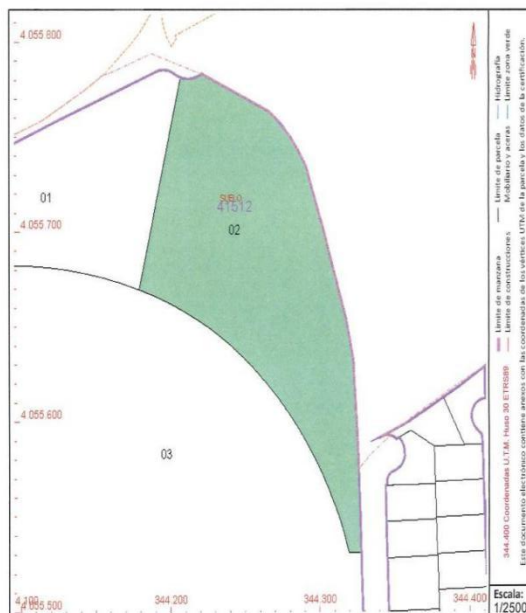 4 055 800
01
SUELO
41512
02
4 055 700
4 055 600
03
4 055 500
344 200
344 300
344 400
Hidrografía
Límite zona verde
Límite de parcela
Mobiliario y aceras
Límite de manzana
Límite de construcciones
344.400 Coordenadas U.T.M. Huso 30 ETRS89
Este documento electrónico contiene anexos con las coordenadas de los vértices UTM de la parcela y los datos de la certificación.
Escala:
1/2500